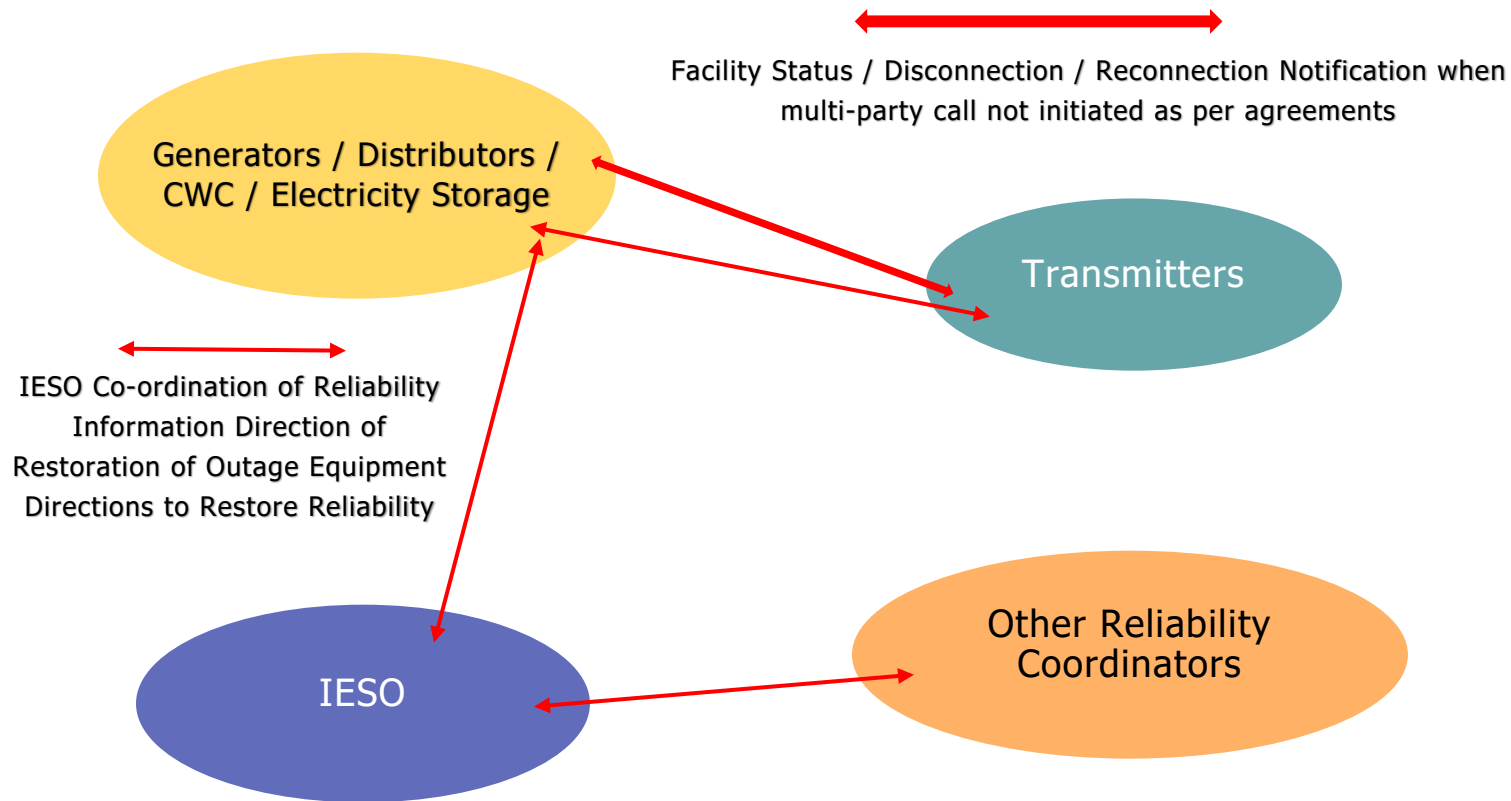 Facility Status / Disconnection / Reconnection Notification when
multi-party call not initiated as per agreements
Generators / Distributors /
CWC / Electricity Storage
Transmitters
IESO Co-ordination of Reliability
Information Direction of
Restoration of Outage Equipment
Directions to Restore Reliability
Other Reliability
Coordinators
IESO